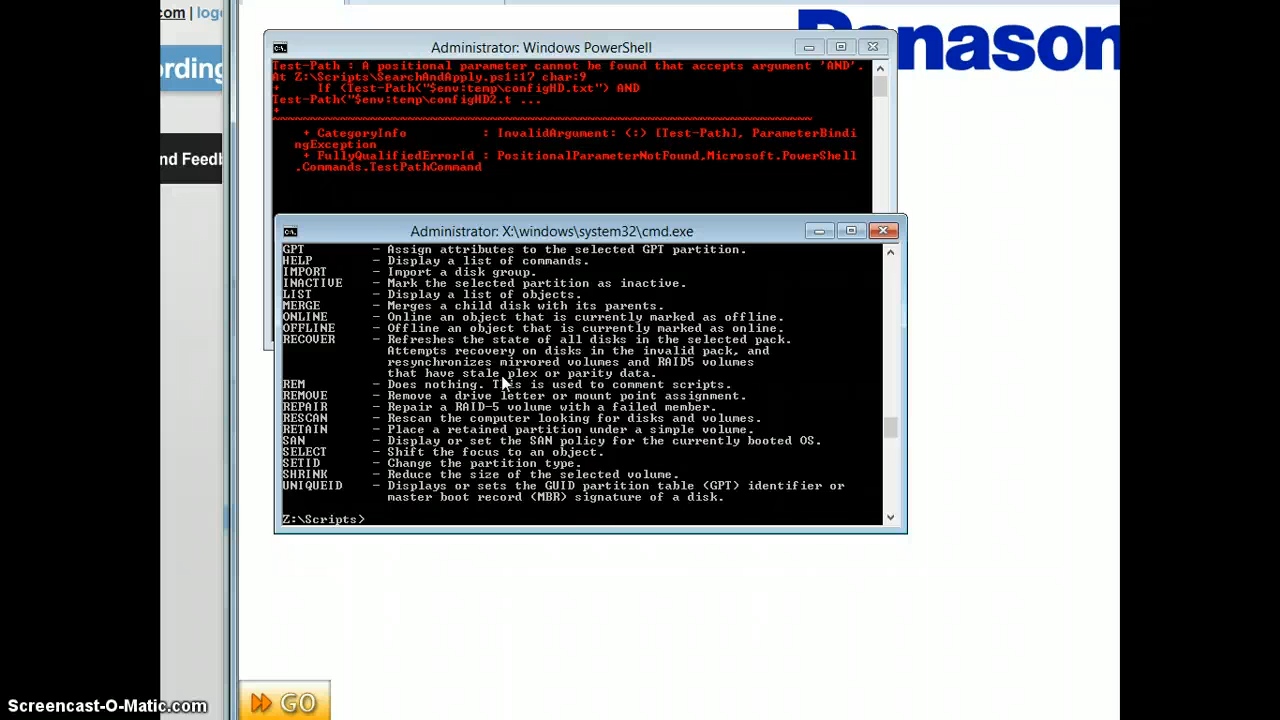 com | log
Panason
rding
nd Feedb
Administrator: Windows PowerShell
Test-Path : A positional parameter cannot be found that accepts argument 'AND'.
At Z:\Scripts\SearchAndApply.ps1:17 char:9
+     If (Test-Path("$env:temp\configHD.txt") AND
Test-Path("$env:temp\configHD2.t ...
+
~~~~~~~~~~~~~~~~~~~~~~~~~~~~~~~~~~~~~~~~~~~~~~~~~~~~~~~~~~~~~~~~~~~~~~~~~~~~~
    + CategoryInfo          : InvalidArgument: (:) [Test-Path], ParameterBindi
   ngException
    + FullyQualifiedErrorId : PositionalParameterNotFound,Microsoft.PowerShell
   .Commands.TestPathCommand
Administrator: X:\windows\system32\cmd.exe
GPT         - Assign attributes to the selected GPT partition.
HELP        - Display a list of commands.
IMPORT      - Import a disk group.
INACTIVE    - Mark the selected partition as inactive.
LIST        - Display a list of objects.
MERGE       - Merges a child disk with its parents.
ONLINE      - Online an object that is currently marked as offline.
OFFLINE     - Offline an object that is currently marked as online.
RECOVER     - Refreshes the state of all disks in the selected pack.
              Attempts recovery on disks in the invalid pack, and
              resynchronizes mirrored volumes and RAID5 volumes
              that have stale plex or parity data.
REM         - Does nothing. This is used to comment scripts.
REMOVE      - Remove a drive letter or mount point assignment.
REPAIR      - Repair a RAID-5 volume with a failed member.
RESCAN      - Rescan the computer looking for disks and volumes.
RETAIN      - Place a retained partition under a simple volume.
SAN         - Display or set the SAN policy for the currently booted OS.
SELECT      - Shift the focus to an object.
SETID       - Change the partition type.
SHRINK      - Reduce the size of the selected volume.
UNIQUEID    - Displays or sets the GUID partition table (GPT) identifier or
              master boot record (MBR) signature of a disk.
Z:\Scripts>
GO
Screencast-O-Matic.com